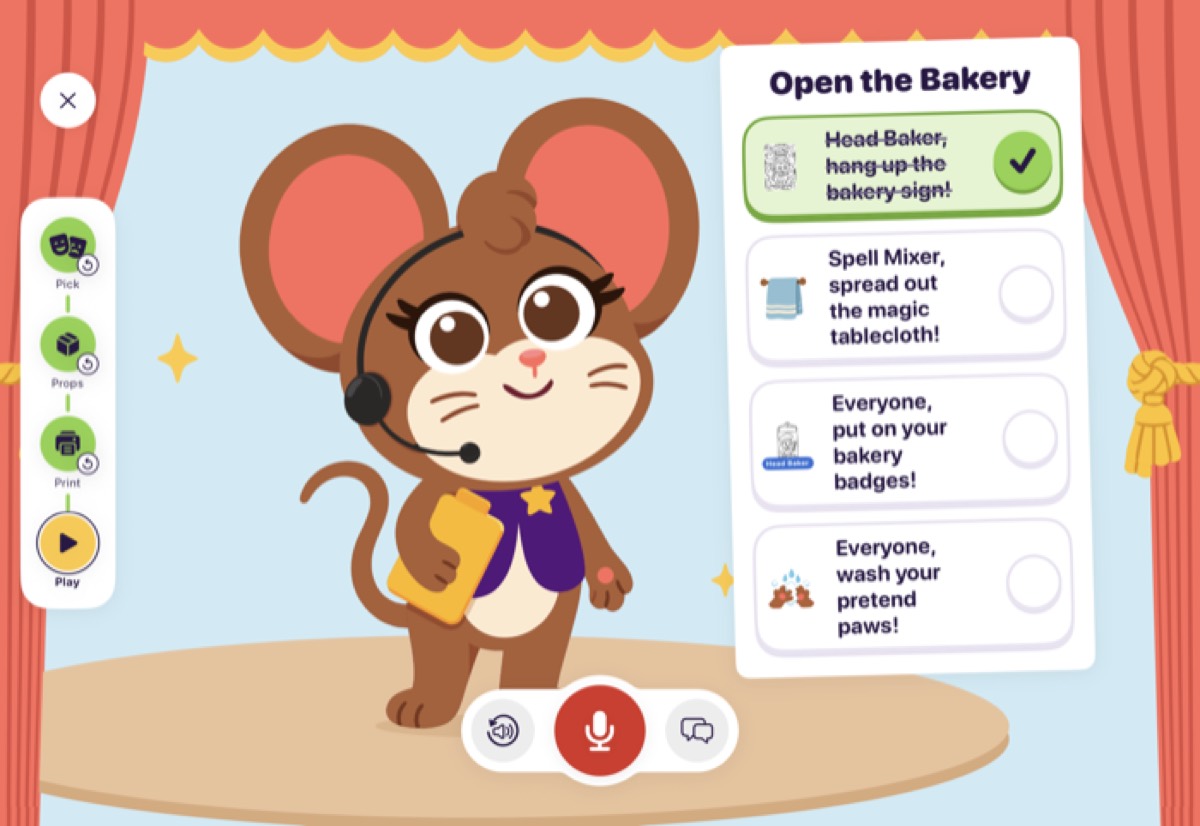 Open the Bakery
Head Baker,
hang up the
bakery sign!
Spell Mixer,
spread out
the magic
tablecloth!
Everyone,
put on your
bakery
badges!
Head Baker
Everyone,
wash your
pretend
paws!
Pick
Props
Print
Play